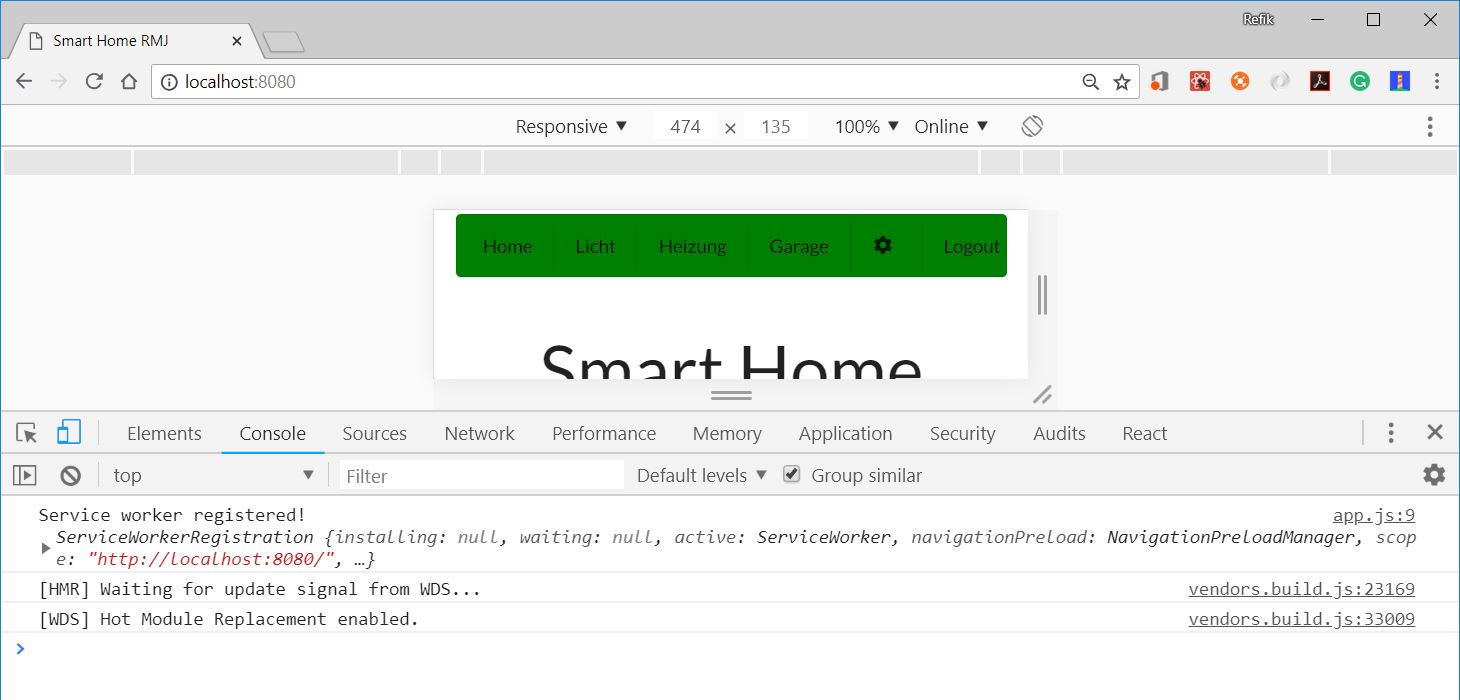 Refik
Smart Home RMJ
localhost:8080
Responsive ▼ 474 × 135 100% ▼ Online ▼
Home Licht Heizung Garage Logout
Smart Home
Elements Console Sources Network Performance Memory Application Security Audits React
top ▼ Filter Default levels ▼ Group similar
Service worker registered! app.js:9
ServiceWorkerRegistration {installing: null, waiting: null, active: ServiceWorker, navigationPreload: NavigationPreloadManager, scop
e: "http://localhost:8080/", …}
[HMR] Waiting for update signal from WDS... vendors.build.js:23169
[WDS] Hot Module Replacement enabled. vendors.build.js:33009